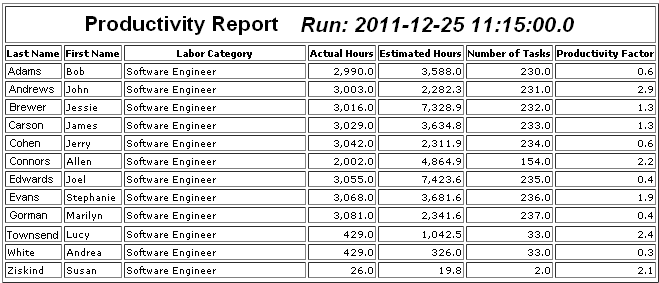 Productivity Report Run: 2011-12-25 11:15:00.0
Last Name First Name Labor Category Actual Hours Estimated Hours Number of Tasks Productivity Factor
Adams Bob Software Engineer 2,990.0 3,588.0 230.0 0.6
Andrews John Software Engineer 3,003.0 2,282.3 231.0 2.9
Brewer Jessie Software Engineer 3,016.0 7,328.9 232.0 1.3
Carson James Software Engineer 3,029.0 3,634.8 233.0 1.3
Cohen Jerry Software Engineer 3,042.0 2,311.9 234.0 0.6
Connors Allen Software Engineer 2,002.0 4,864.9 154.0 2.2
Edwards Joel Software Engineer 3,055.0 7,423.6 235.0 0.4
Evans Stephanie Software Engineer 3,068.0 3,681.6 236.0 1.9
Gorman Marilyn Software Engineer 3,081.0 2,341.6 237.0 0.4
Townsend Lucy Software Engineer 429.0 1,042.5 33.0 2.4
White Andrea Software Engineer 429.0 326.0 33.0 0.3
Ziskind Susan Software Engineer 26.0 19.8 2.0 2.1